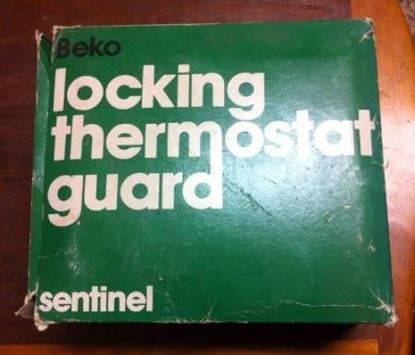 Beko
locking
thermostat
guard
sentinel